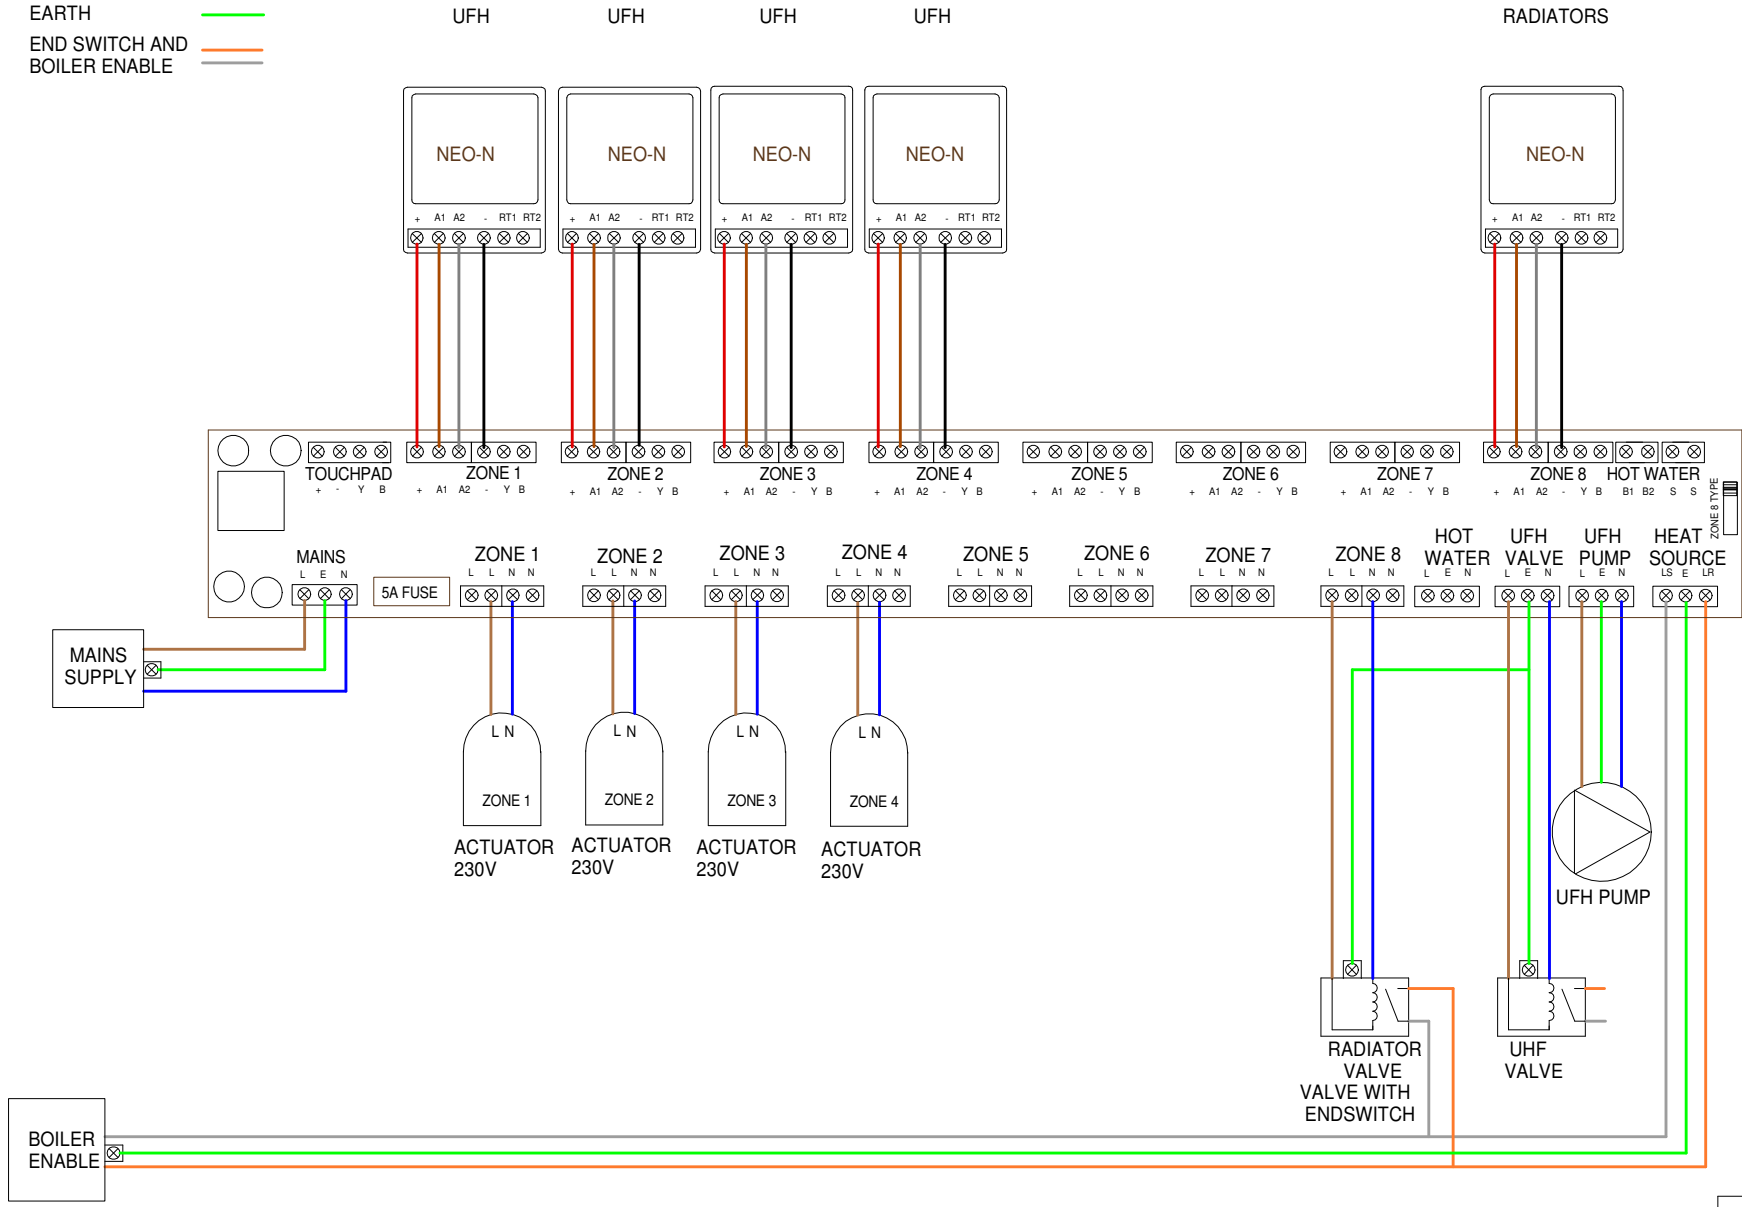 EARTH
END SWITCH AND
BOILER ENABLE
UFH UFH UFH UFH RADIATORS
NEO-N NEO-N NEO-N NEO-N NEO-N
+ A1 A2 - RT1 RT2 + A1 A2 - RT1 RT2 + A1 A2 - RT1 RT2 + A1 A2 - RT1 RT2 + A1 A2 - RT1 RT2
TOUCHPAD ZONE 1 ZONE 2 ZONE 3 ZONE 4 ZONE 5 ZONE 6 ZONE 7 ZONE 8 HOT WATER
+ - Y B + A1 A2 - Y B + A1 A2 - Y B + A1 A2 - Y B + A1 A2 - Y B + A1 A2 - Y B + A1 A2 - Y B + A1 A2 - Y B + A1 A2 - Y B B1 B2 S S
ZONE 8 TYPE
MAINS ZONE 1 ZONE 2 ZONE 3 ZONE 4 ZONE 5 ZONE 6 ZONE 7 ZONE 8 HOT UFH UFH HEAT
WATER VALVE PUMP SOURCE
L E N L L N N L L N N L L N N L L N N L L N N L L N N L L N N L L N N L E N L E N L E N LS E LR
5A FUSE
MAINS
SUPPLY
L N L N L N L N
ZONE 1 ZONE 2 ZONE 3 ZONE 4
ACTUATOR ACTUATOR ACTUATOR ACTUATOR
230V 230V 230V 230V
UFH PUMP
RADIATOR
VALVE
VALVE WITH
ENDSWITCH
UHF
VALVE
BOILER
ENABLE